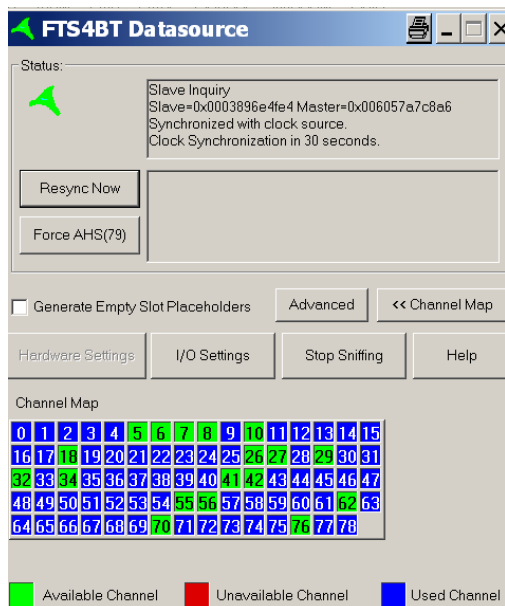 FTS4BT Datasource
Status:
Slave Inquiry
Slave=0x0003896e4fe4 Master=0x006057a7c8a6
Synchronized with clock source.
Clock Synchronization in 30 seconds.
Resync Now
Force AHS(79)
Generate Empty Slot Placeholders
Advanced
<< Channel Map
Hardware Settings
I/O Settings
Stop Sniffing
Help
Channel Map
0 1 2 3 4 5 6 7 8 9 10 11 12 13 14 15
16 17 18 19 20 21 22 23 24 25 26 27 28 29 30 31
32 33 34 35 36 37 38 39 40 41 42 43 44 45 46 47
48 49 50 51 52 53 54 55 56 57 58 59 60 61 62 63
64 65 66 67 68 69 70 71 72 73 74 75 76 77 78
Available Channel
Unavailable Channel
Used Channel